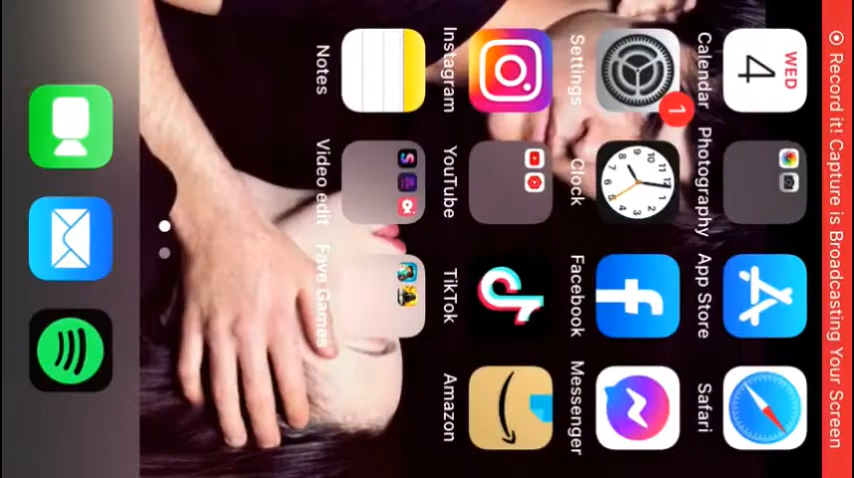 Record it! Capture is Broadcasting Your Screen
WED
4
Calendar
Photography
App Store
Safari
1
Settings
Clock
Facebook
Messenger
Instagram
YouTube
TikTok
Amazon
Notes
Video edit
Fave Games